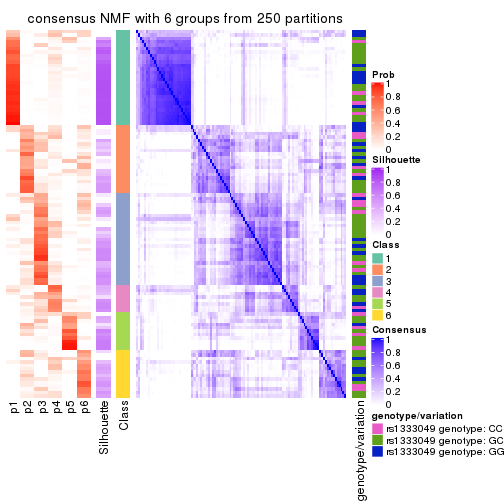 consensus NMF with 6 groups from 250 partitions
Prob
1
0.8
0.6
0.4
0.2
0
Silhouette
1
0.8
0.6
0.4
0.2
0
Class
1
2
3
4
5
6
Consensus
1
0.8
0.6
0.4
0.2
0
genotype/variation
rs1333049 genotype: CC
rs1333049 genotype: GC
rs1333049 genotype: GG
p1
p2
p3
p4
p5
p6
Silhouette
Class
genotype/variation